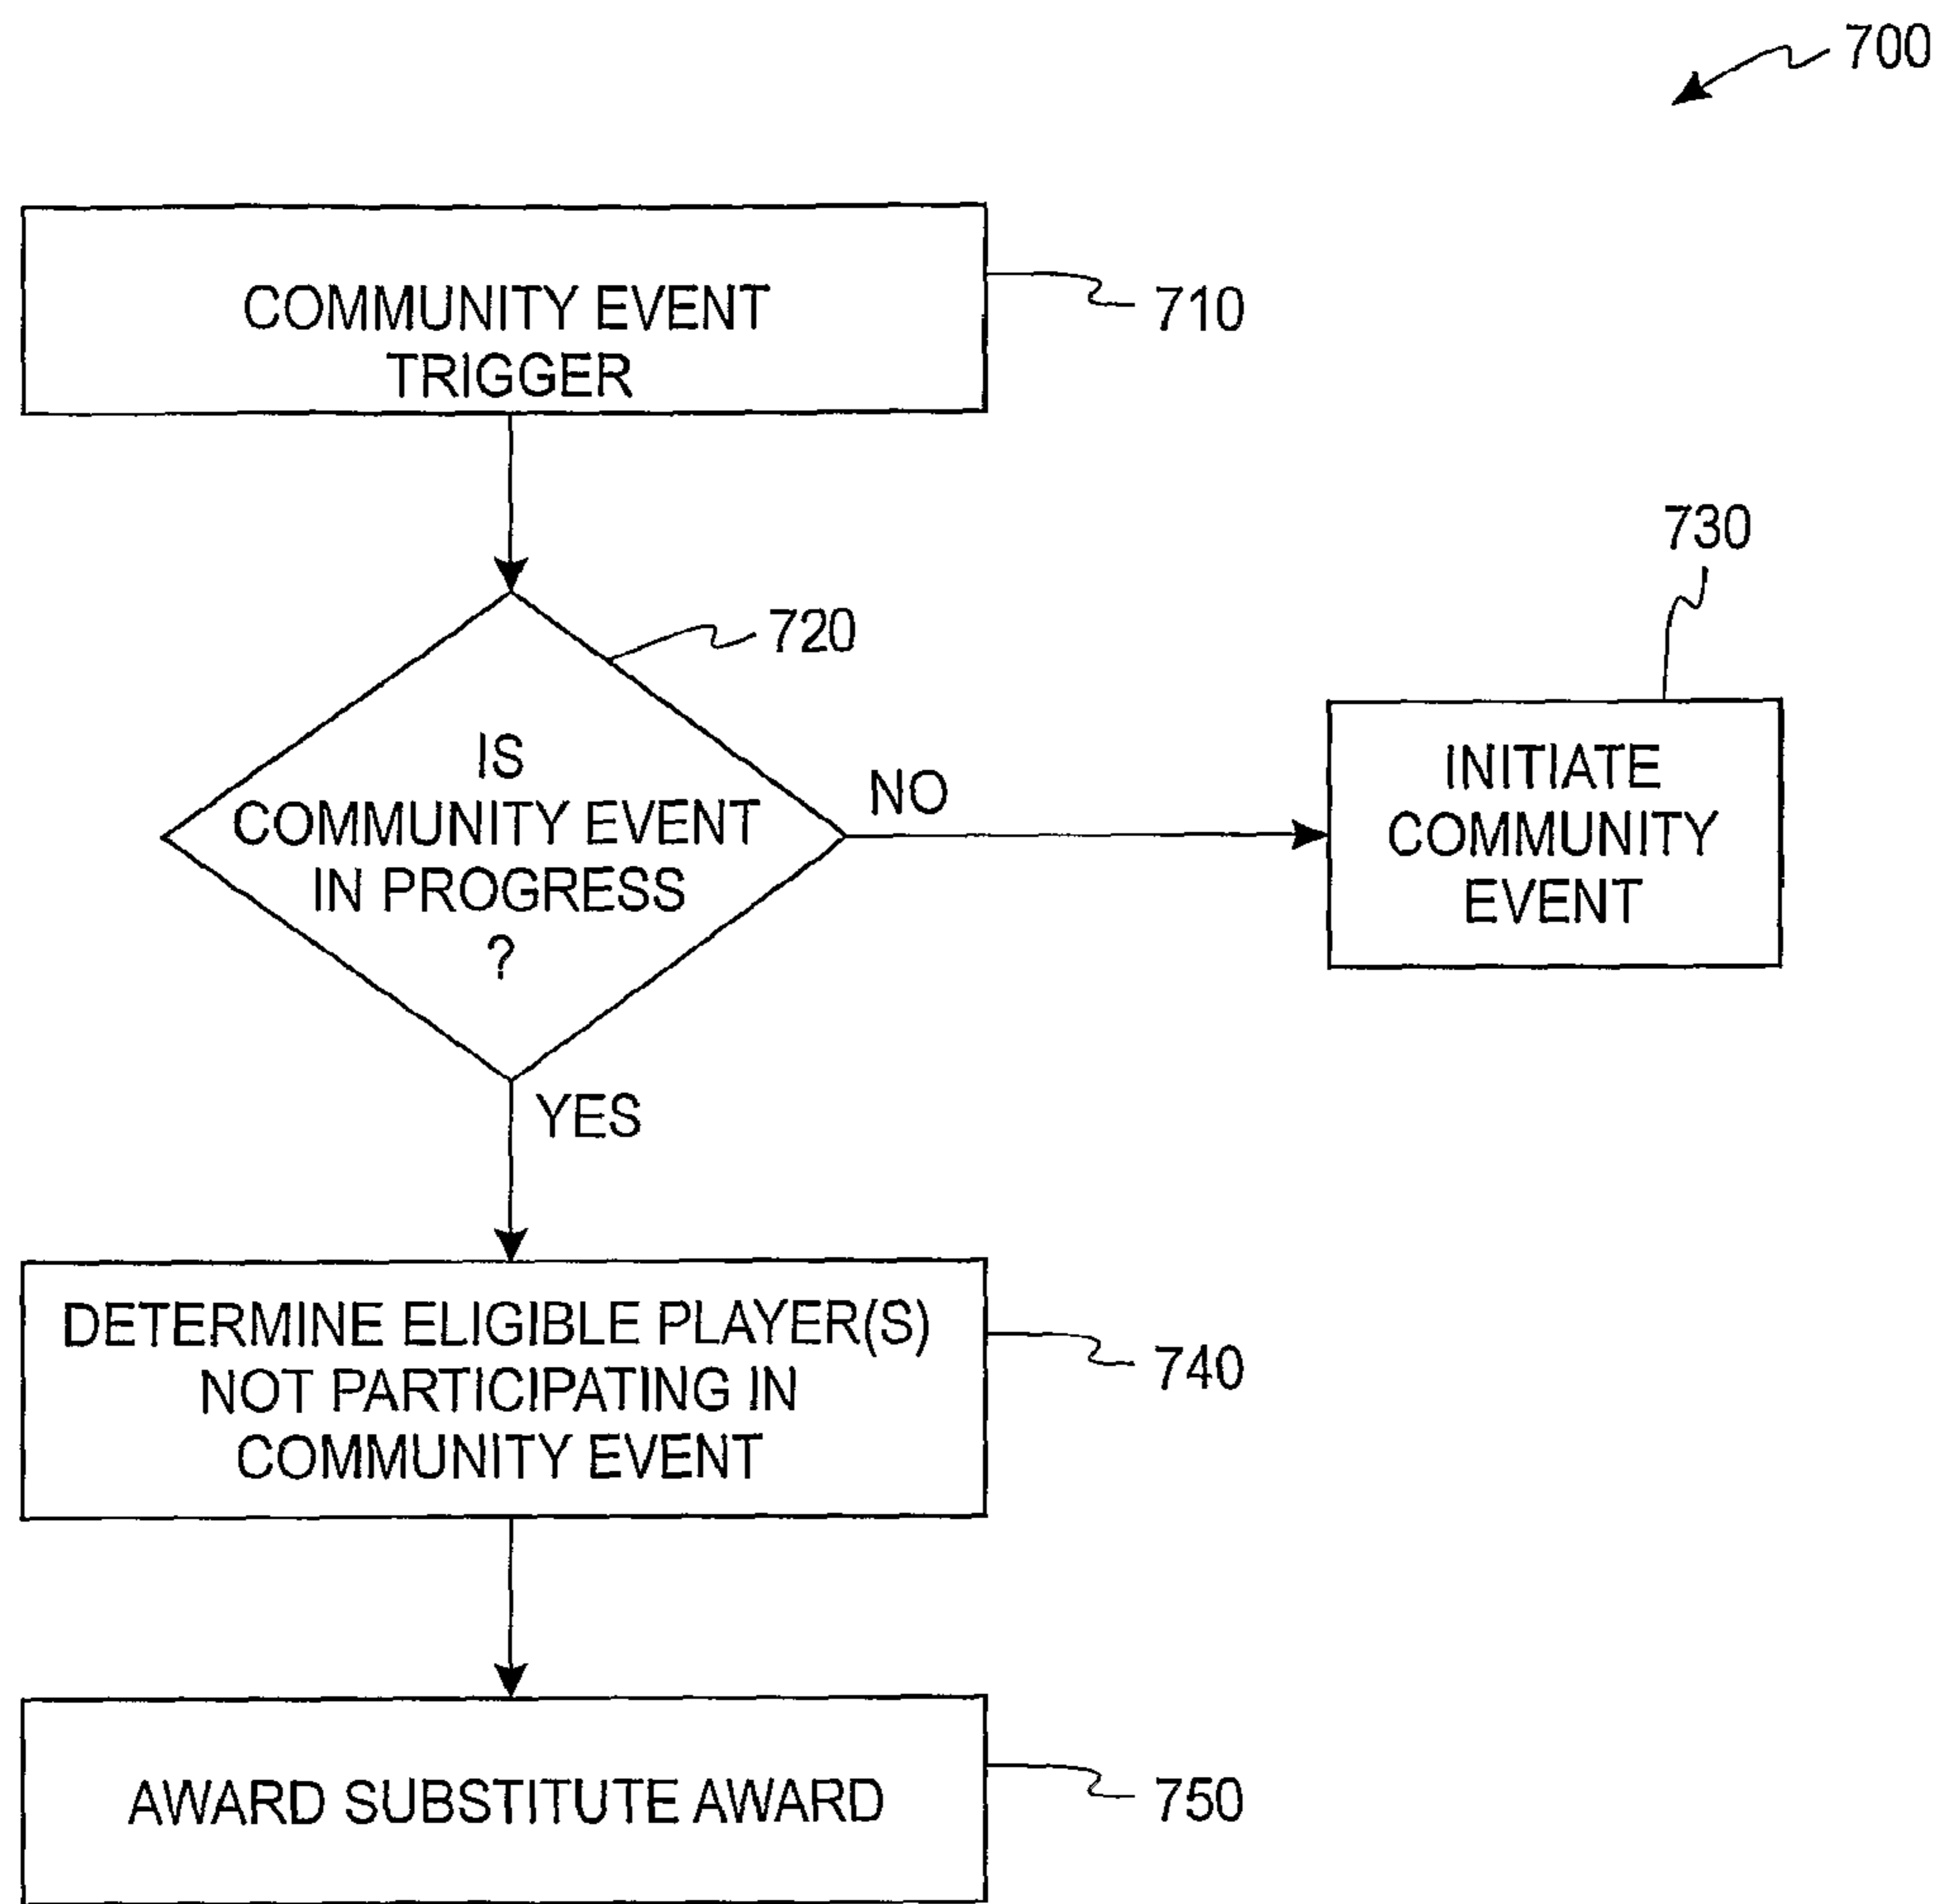 700
COMMUNITY EVENT
TRIGGER
710
720
IS
COMMUNITY EVENT
IN PROGRESS
?
NO
730
INITIATE
COMMUNITY
EVENT
YES
DETERMINE ELIGIBLE PLAYER(S)
NOT PARTICIPATING IN
COMMUNITY EVENT
740
AWARD SUBSTITUTE AWARD
750